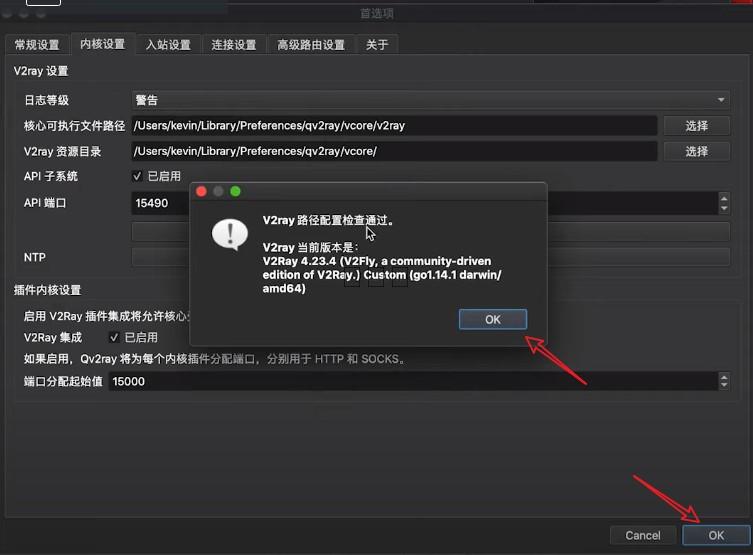 首选项
常规设置
内核设置
入站设置
连接设置
高级路由设置
关于
V2ray 设置
日志等级
警告
核心可执行文件路径
/Users/kevin/Library/Preferences/qv2ray/vcore/v2ray
选择
V2ray 资源目录
/Users/kevin/Library/Preferences/qv2ray/vcore/
选择
API 子系统
已启用
API 端口
15490
V2ray 路径配置检查通过。
V2ray 当前版本是：
V2Ray 4.23.4 (V2Fly, a community-driven
edition of V2Ray.) Custom (go1.14.1 darwin/
amd64)
OK
NTP
插件内核设置
启用 V2Ray 插件集成将允许核心
V2Ray 集成
已启用
如果启用，Qv2ray 将为每个内核插件分配端口，分别用于 HTTP 和 SOCKS。
端口分配起始值
15000
Cancel
OK